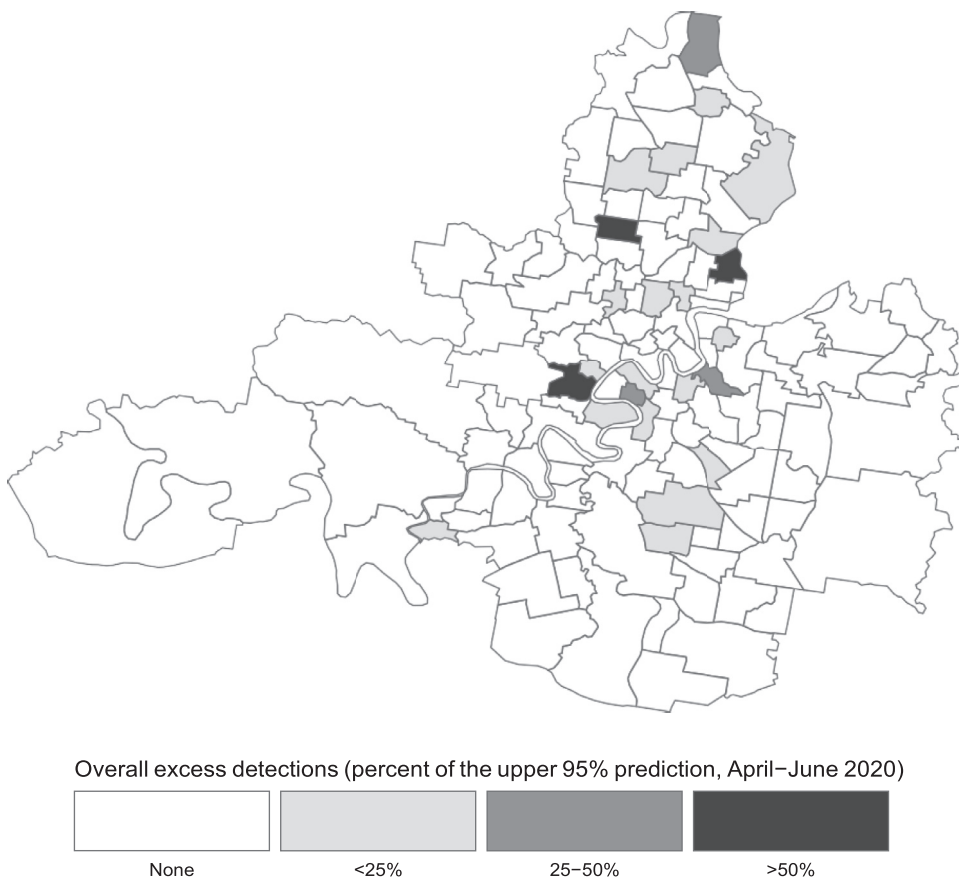 Overall excess detections (percent of the upper 95% prediction, April−June 2020)
None
<25%
25−50%
>50%